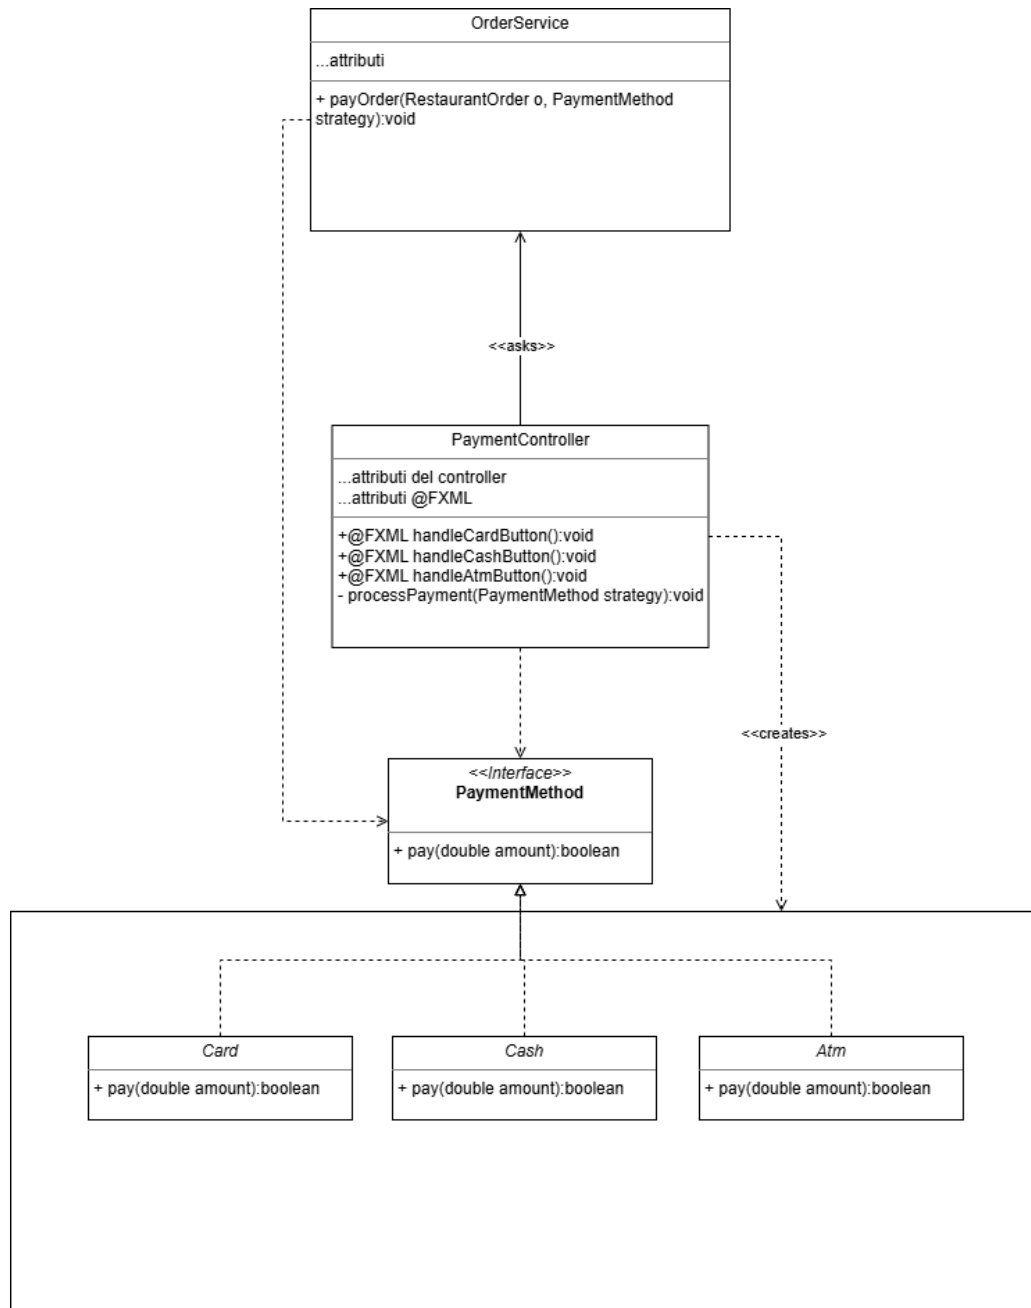 OrderService
...attributi
+ payOrder(RestaurantOrder o, PaymentMethod
strategy):void
<<asks>>
PaymentController
...attributi del controller
...attributi @FXML
+@FXML handleCardButton():void
+@FXML handleCashButton():void
+@FXML handleAtmButton():void
- processPayment(PaymentMethod strategy):void
<<creates>>
<<Interface>>
PaymentMethod
+ pay(double amount):boolean
Card
+ pay(double amount):boolean
Cash
+ pay(double amount):boolean
Atm
+ pay(double amount):boolean